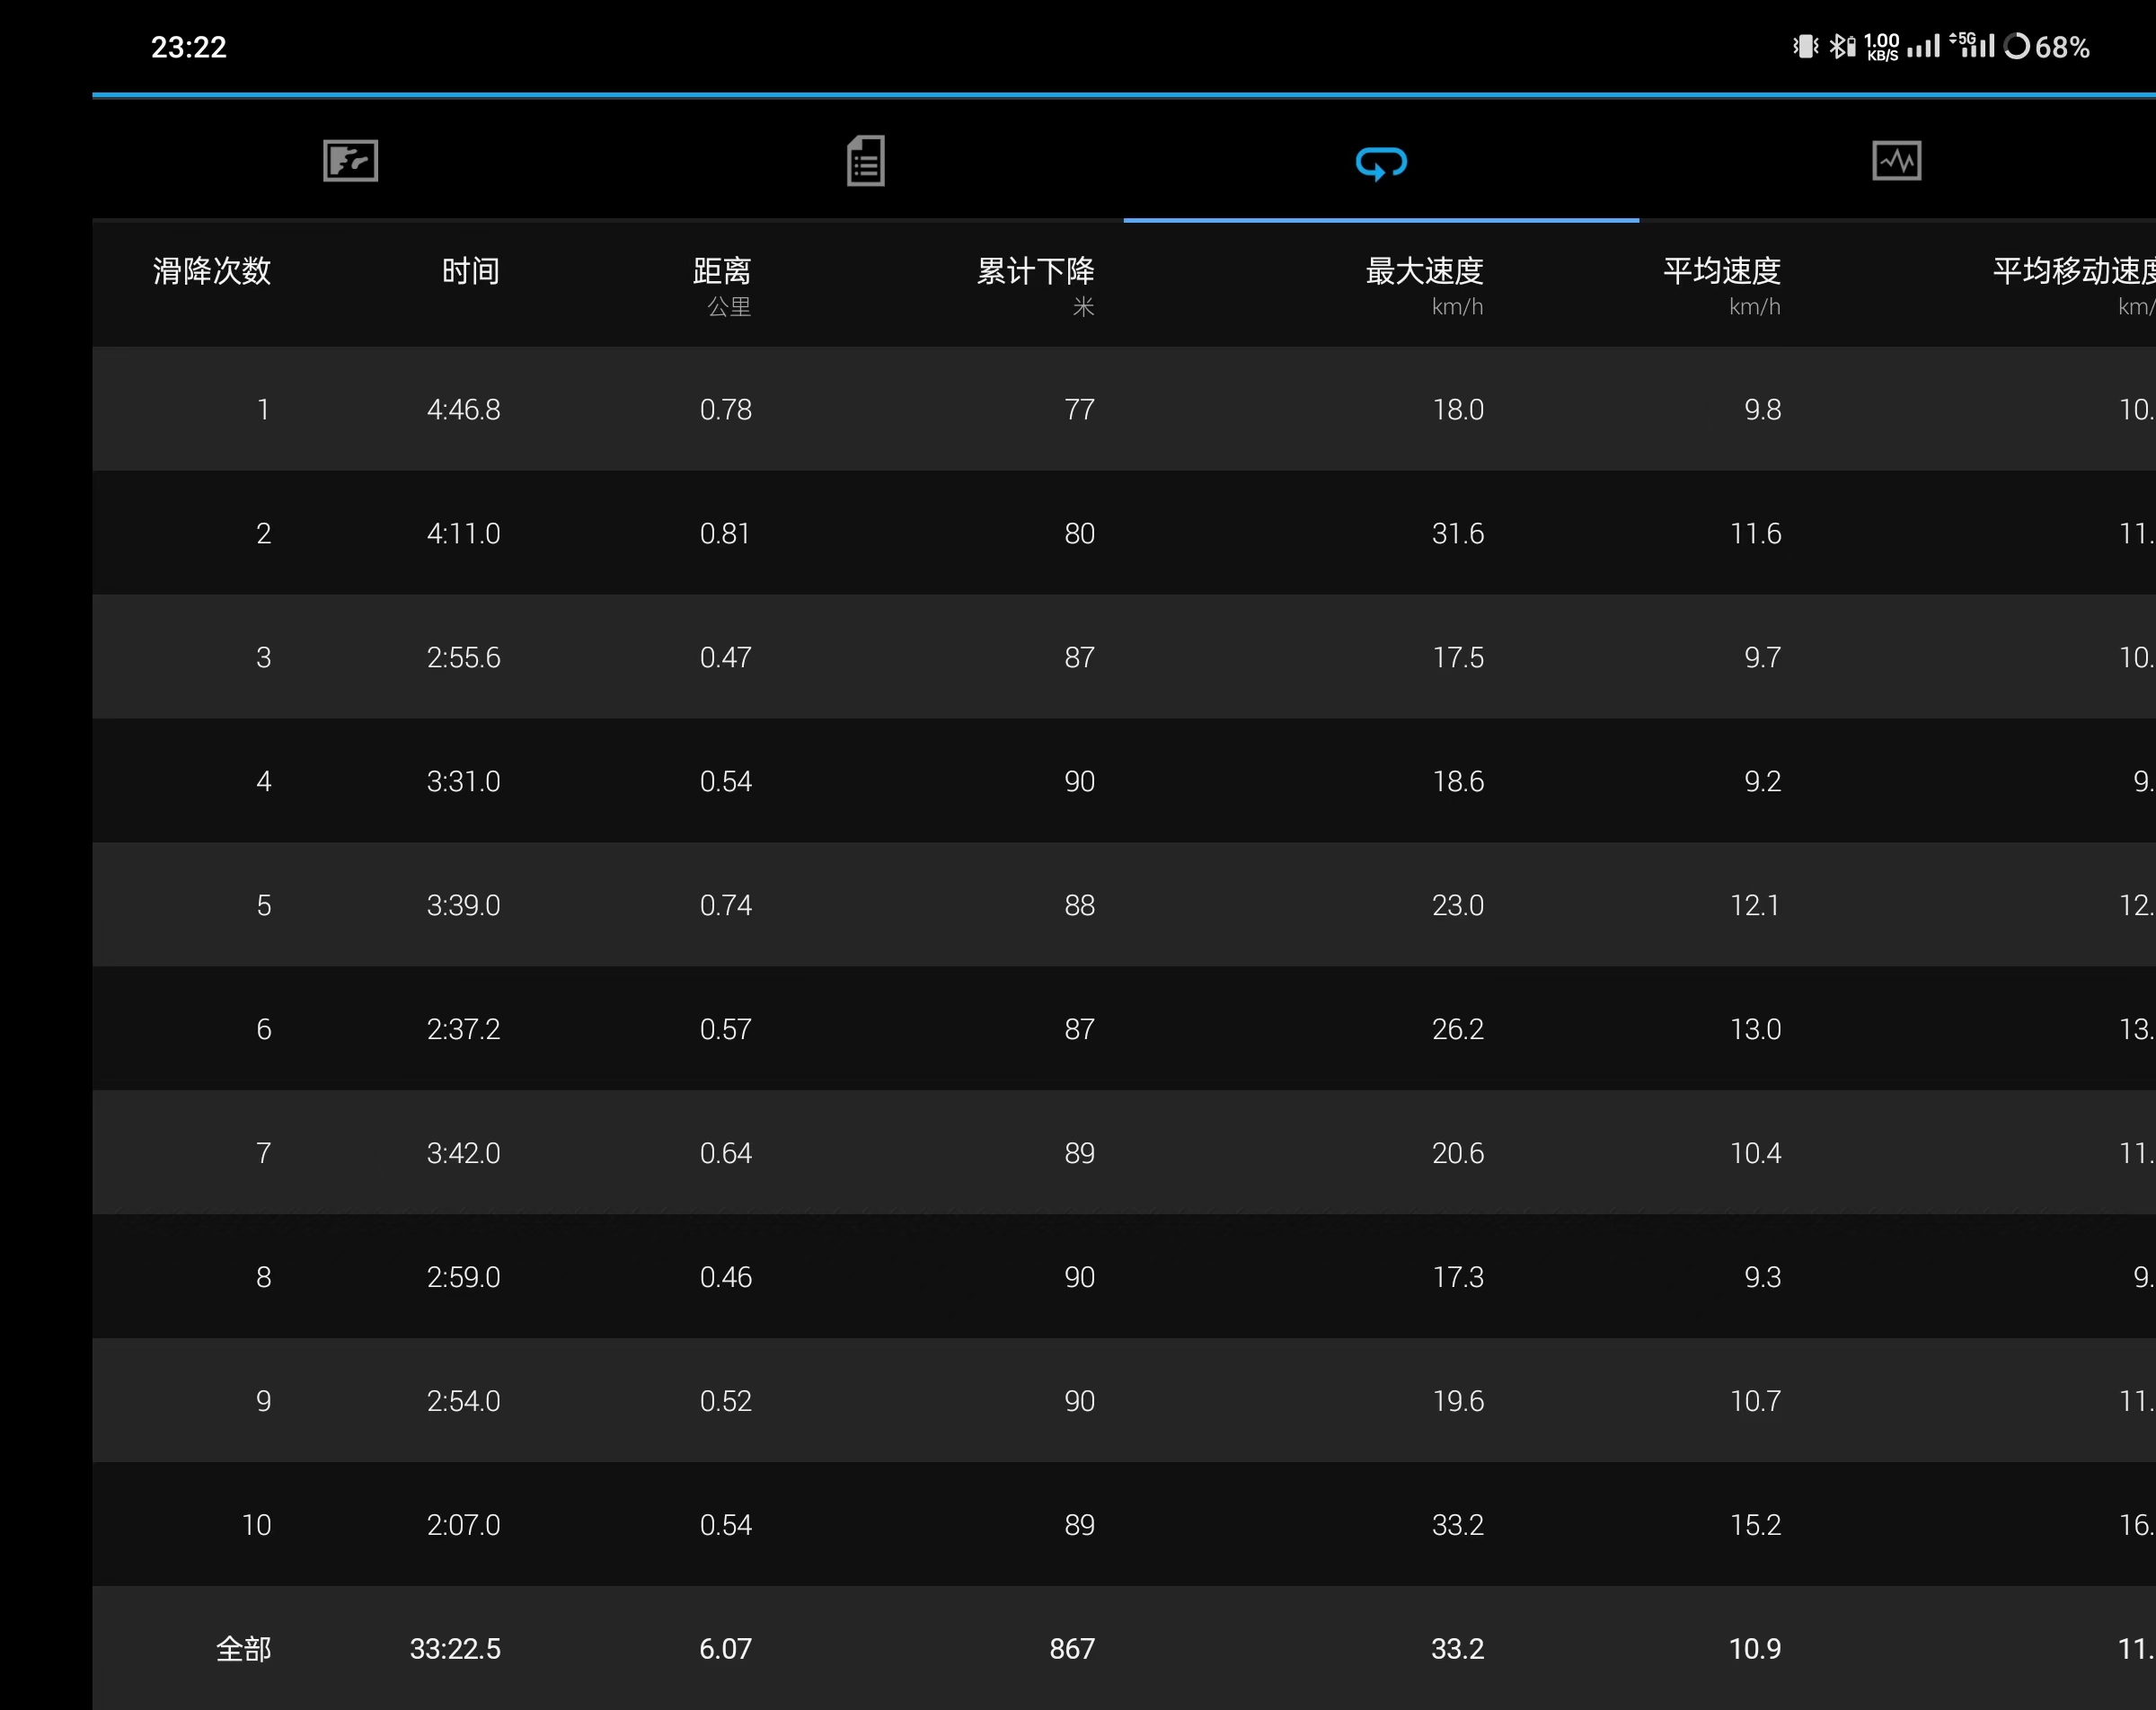 23:22 1.00 KB/S 5G 68%
滑降次数 时间 距离 累计下降 最大速度 平均速度 平均移动速度
公里 米 km/h km/h km/
1 4:46.8 0.78 77 18.0 9.8 10.
2 4:11.0 0.81 80 31.6 11.6 11.
3 2:55.6 0.47 87 17.5 9.7 10.
4 3:31.0 0.54 90 18.6 9.2 9.
5 3:39.0 0.74 88 23.0 12.1 12.
6 2:37.2 0.57 87 26.2 13.0 13.
7 3:42.0 0.64 89 20.6 10.4 11.
8 2:59.0 0.46 90 17.3 9.3 9.
9 2:54.0 0.52 90 19.6 10.7 11.
10 2:07.0 0.54 89 33.2 15.2 16.
全部 33:22.5 6.07 867 33.2 10.9 11.